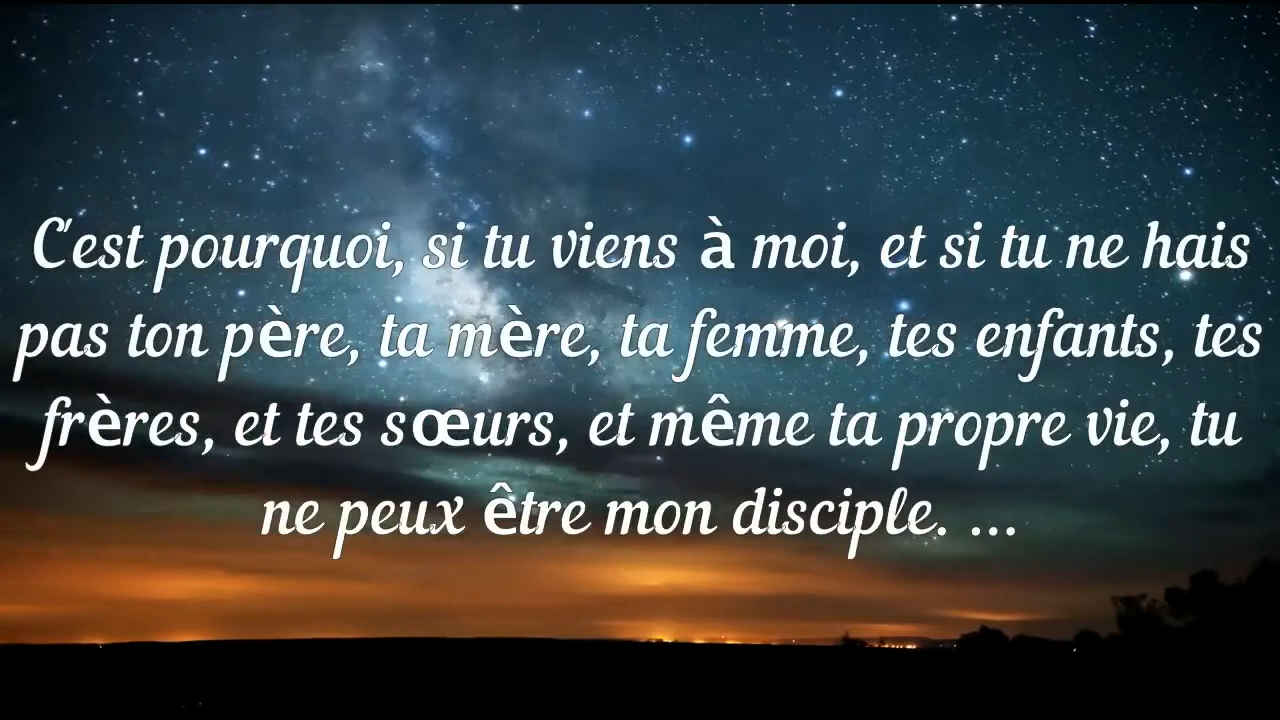 C'est pourquoi, si tu viens à moi, et si tu ne hais
pas ton père, ta mère, ta femme, tes enfants, tes
frères, et tes sœurs, et même ta propre vie, tu
ne peux être mon disciple. ...